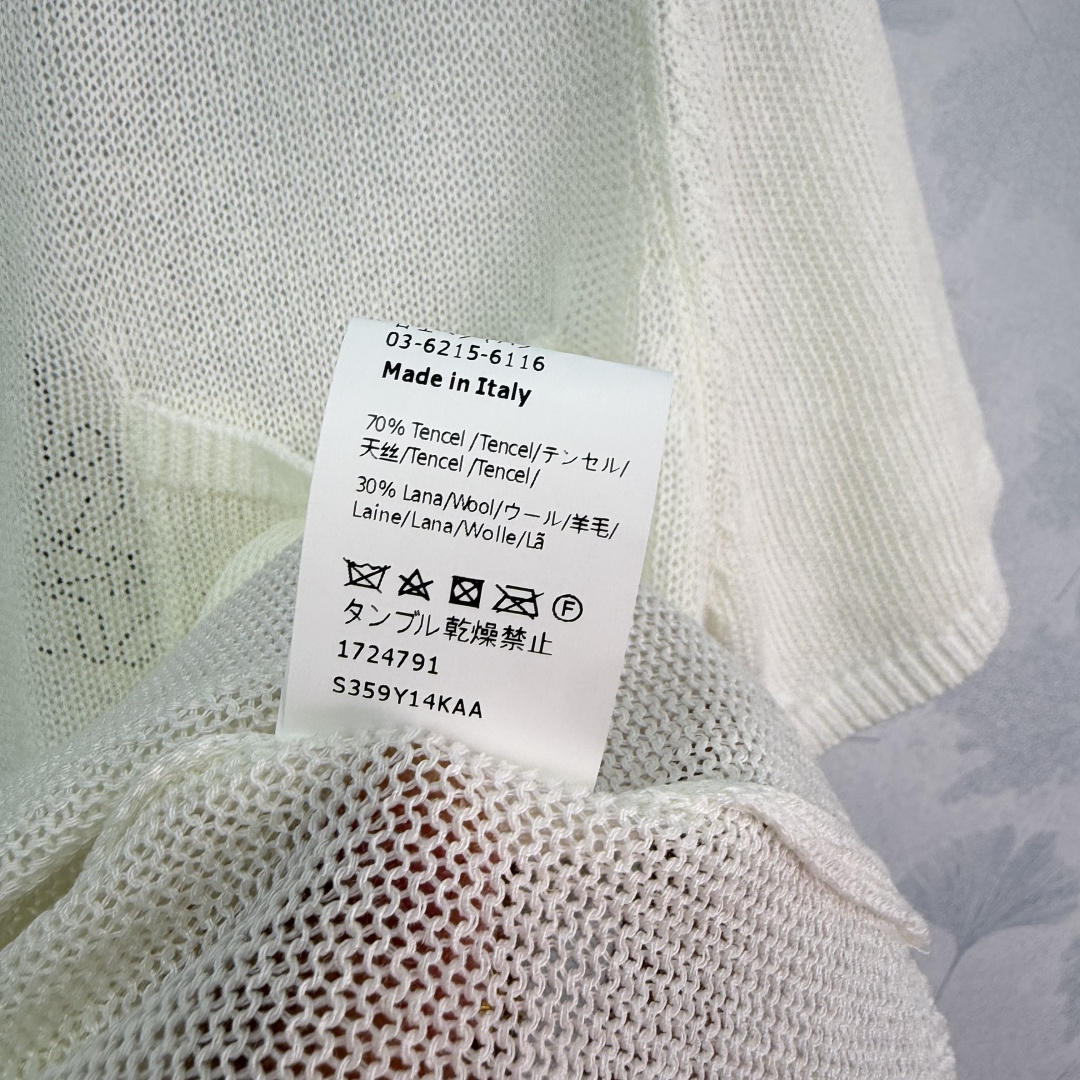 03-6215-6116
Made in Italy
70% Tencel /Tencel/テンセル/
天丝/Tencel /Tencel/
30% Lana/Wool/ウール/羊毛/
Laine/Lana/Wolle/Lã
F
タンブル乾燥禁止
1724791
S359Y14KAA